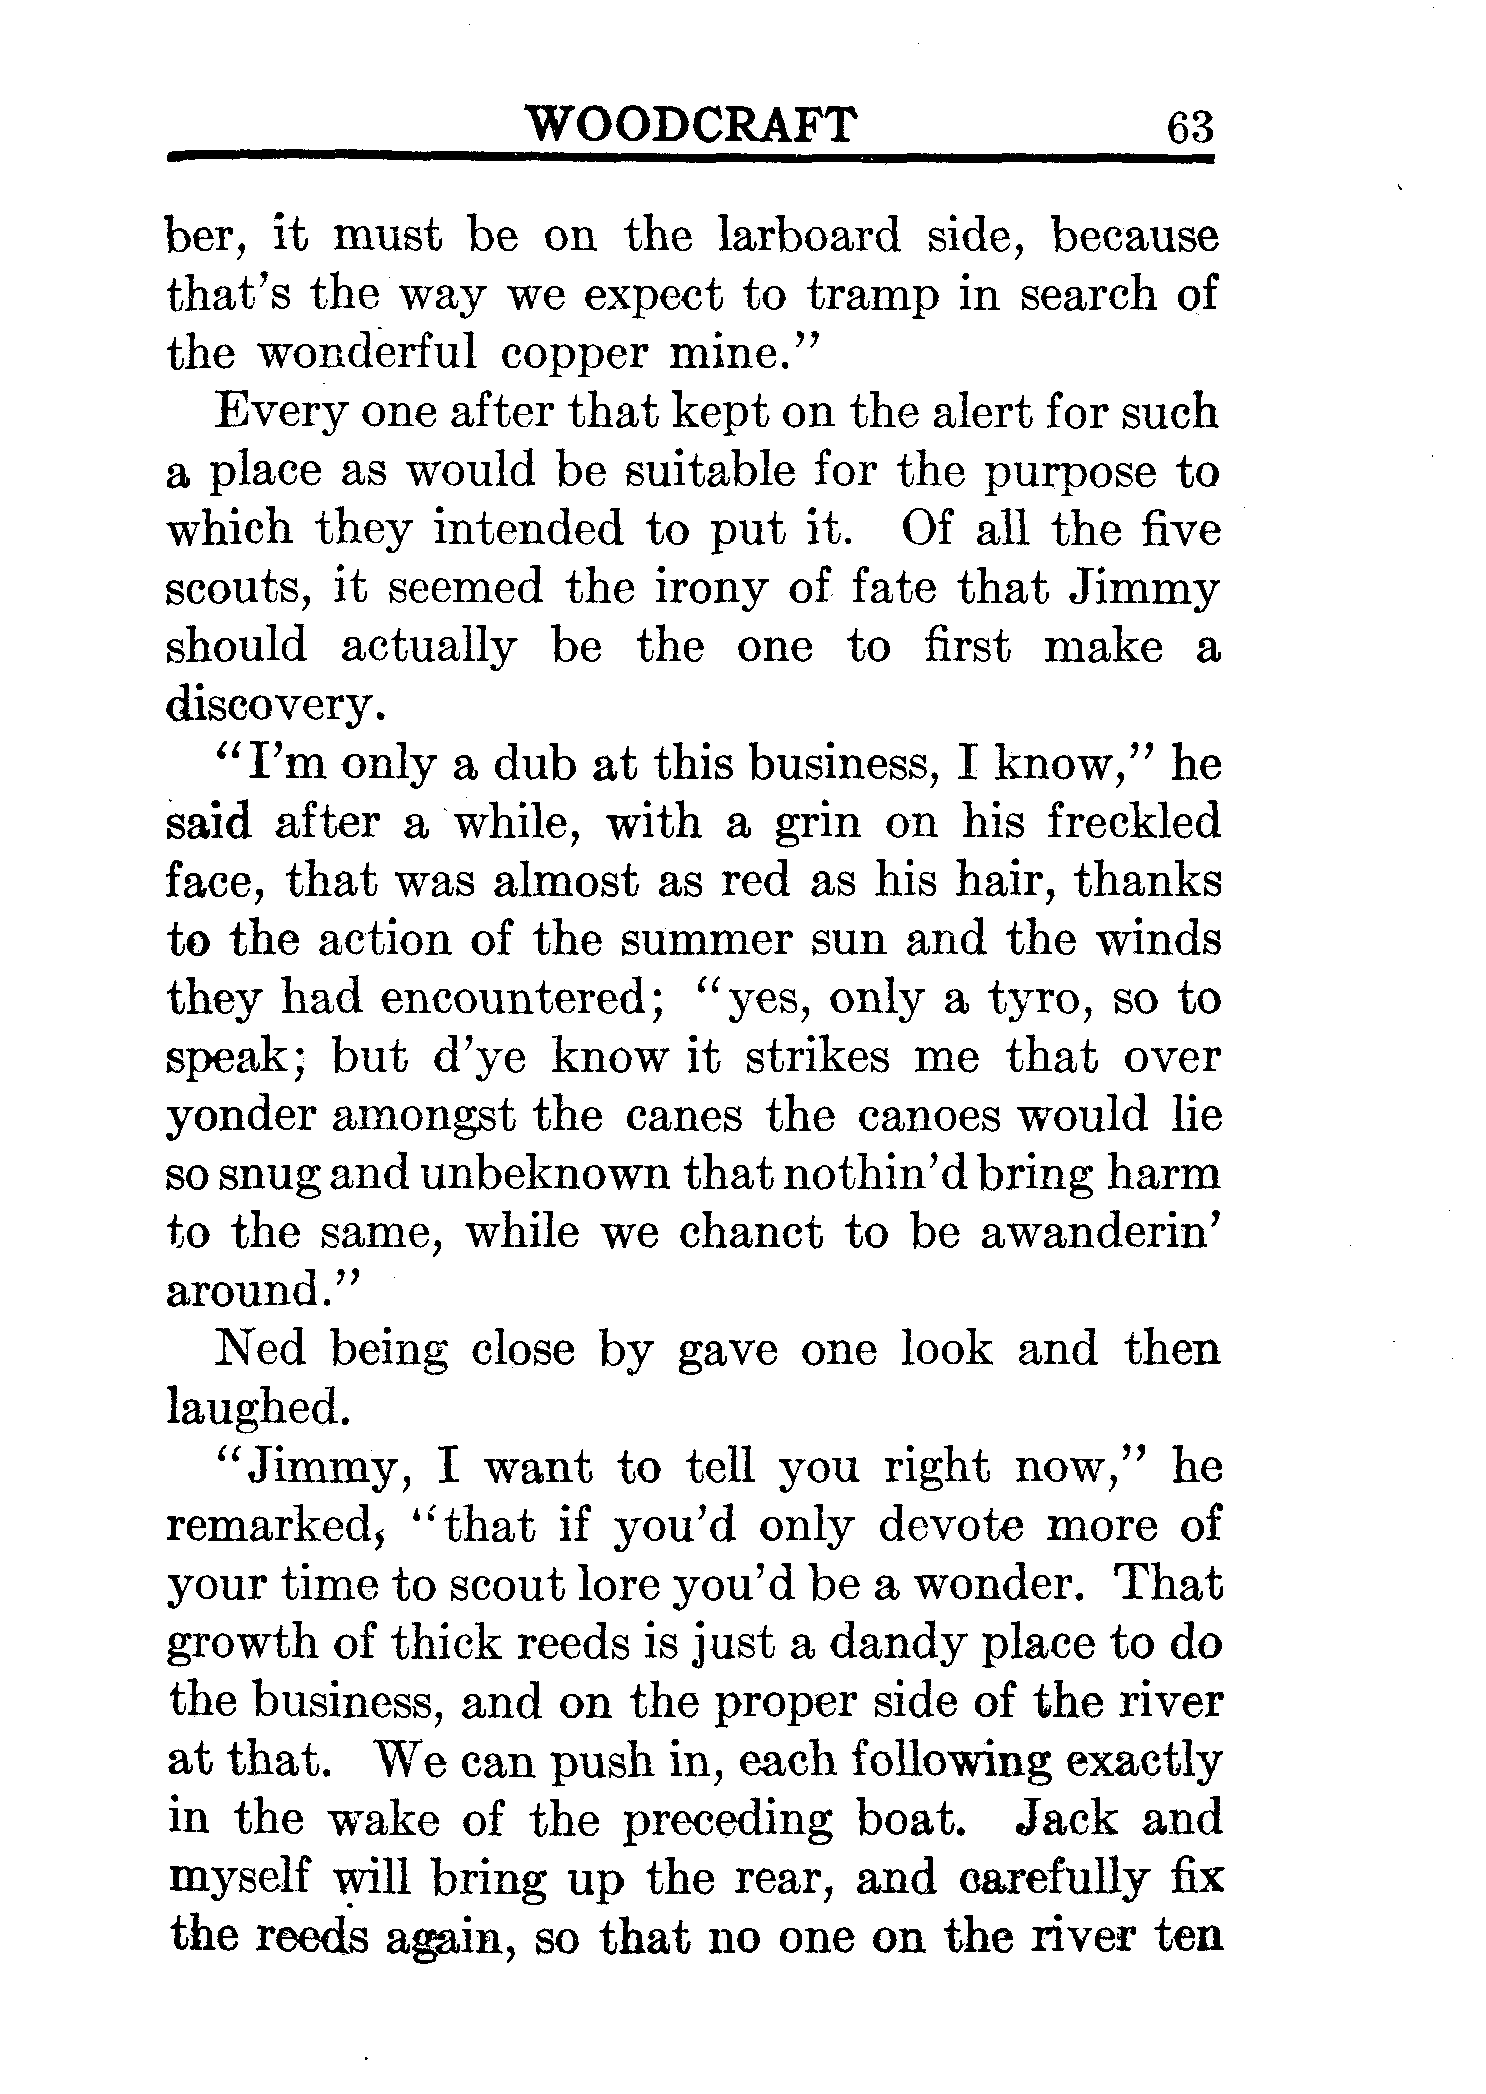 WOODCRAFT 63
ber, it must be on the larboard side, because
that's the way we expect to tramp in search of
the wonderful copper mine."
Every one after that kept on the alert for such
a place as would be suitable for the purpose to
which they intended to put it. Of all the five
scouts, it seemed the irony of fate that Jimmy
should actually be the one to first make a
discovery.
"I'm only a dub at this business, I know," he
said after a while, with a grin on his freckled
face, that was almost as red as his hair, thanks
to the action of the summer sun and the winds
they had encountered; "yes, only a tyro, so to
speak; but d'ye know it strikes me that over
yonder amongst the canes the canoes would lie
so snug and unbeknown that nothin'd bring harm
to the same, while we chanct to be awanderin'
around."
Ned being close by gave one look and then
laughed.
"Jimmy, I want to tell you right now," he
remarked, "that if you'd only devote more of
your time to scout lore you'd be a wonder. That
growth of thick reeds is just a dandy place to do
the business, and on the proper side of the river
at that. We can push in, each following exactly
in the wake of the preceding boat. Jack and
myself will bring up the rear, and carefully fix
the reeds again, so that no one on the river ten